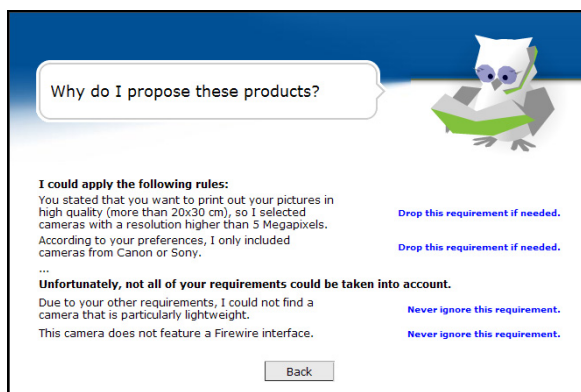 Why do I propose these products?
I could apply the following rules:
You stated that you want to print out your pictures in
high quality (more than 20x30 cm), so I selected
cameras with a resolution higher than 5 Megapixels.
Drop this requirement if needed.
According to your preferences, I only included
cameras from Canon or Sony.
Drop this requirement if needed.
...
Unfortunately, not all of your requirements could be taken into account.
Due to your other requirements, I could not find a
camera that is particularly lightweight.
Never ignore this requirement.
This camera does not feature a Firewire interface.
Never ignore this requirement.
Back